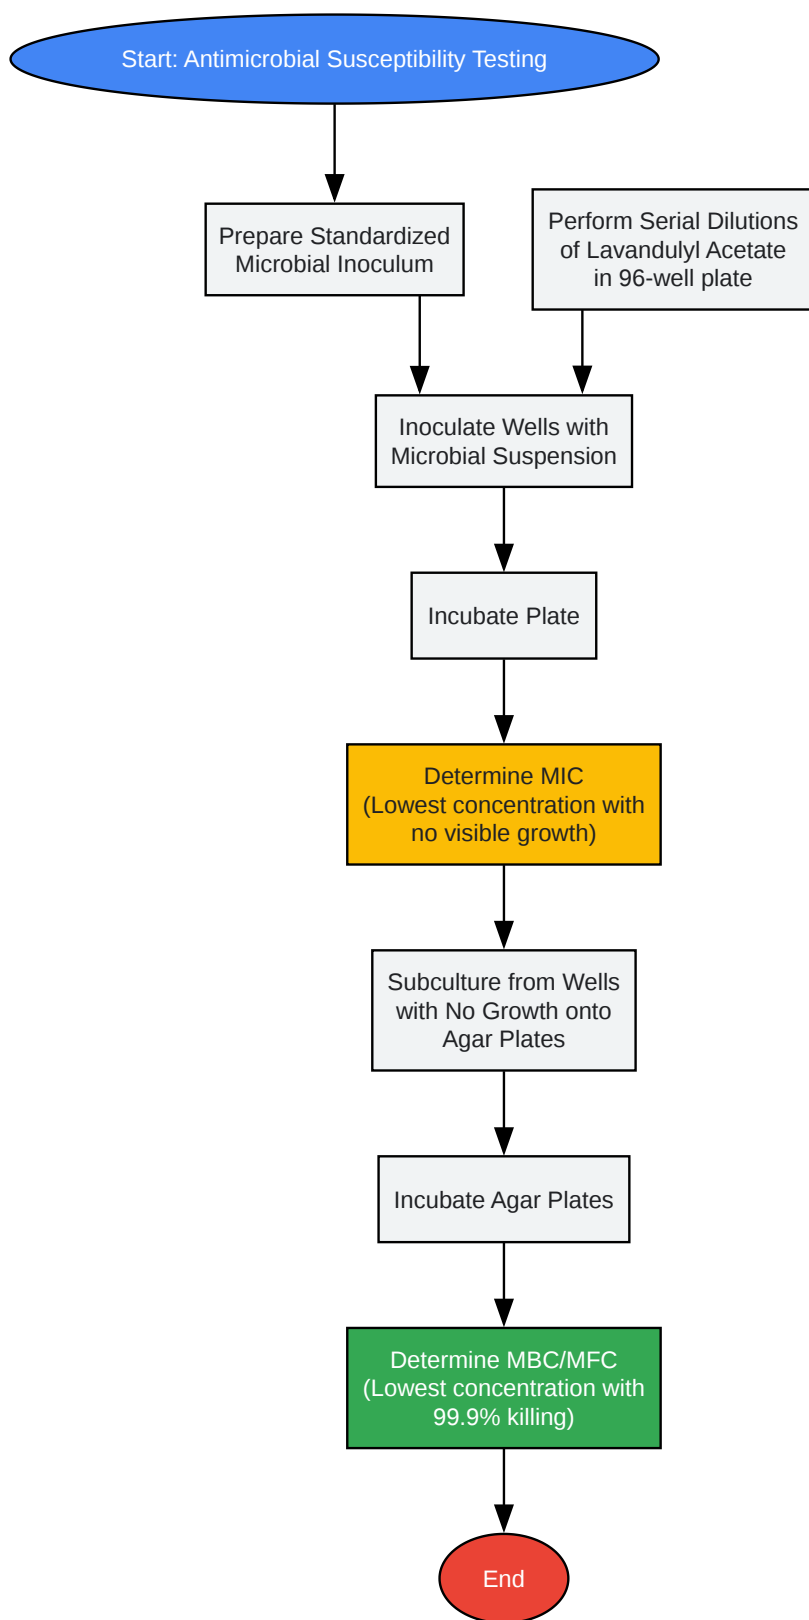 Start: Antimicrobial Susceptibility Testing
Prepare Standardized
Microbial Inoculum
Perform Serial Dilutions
of Lavandulyl Acetate
in 96-well plate
Inoculate Wells with
Microbial Suspension
Incubate Plate
Determine MIC
(Lowest concentration with
no visible growth)
Subculture from Wells
with No Growth onto
Agar Plates
Incubate Agar Plates
Determine MBC/MFC
(Lowest concentration with
99.9% killing)
End